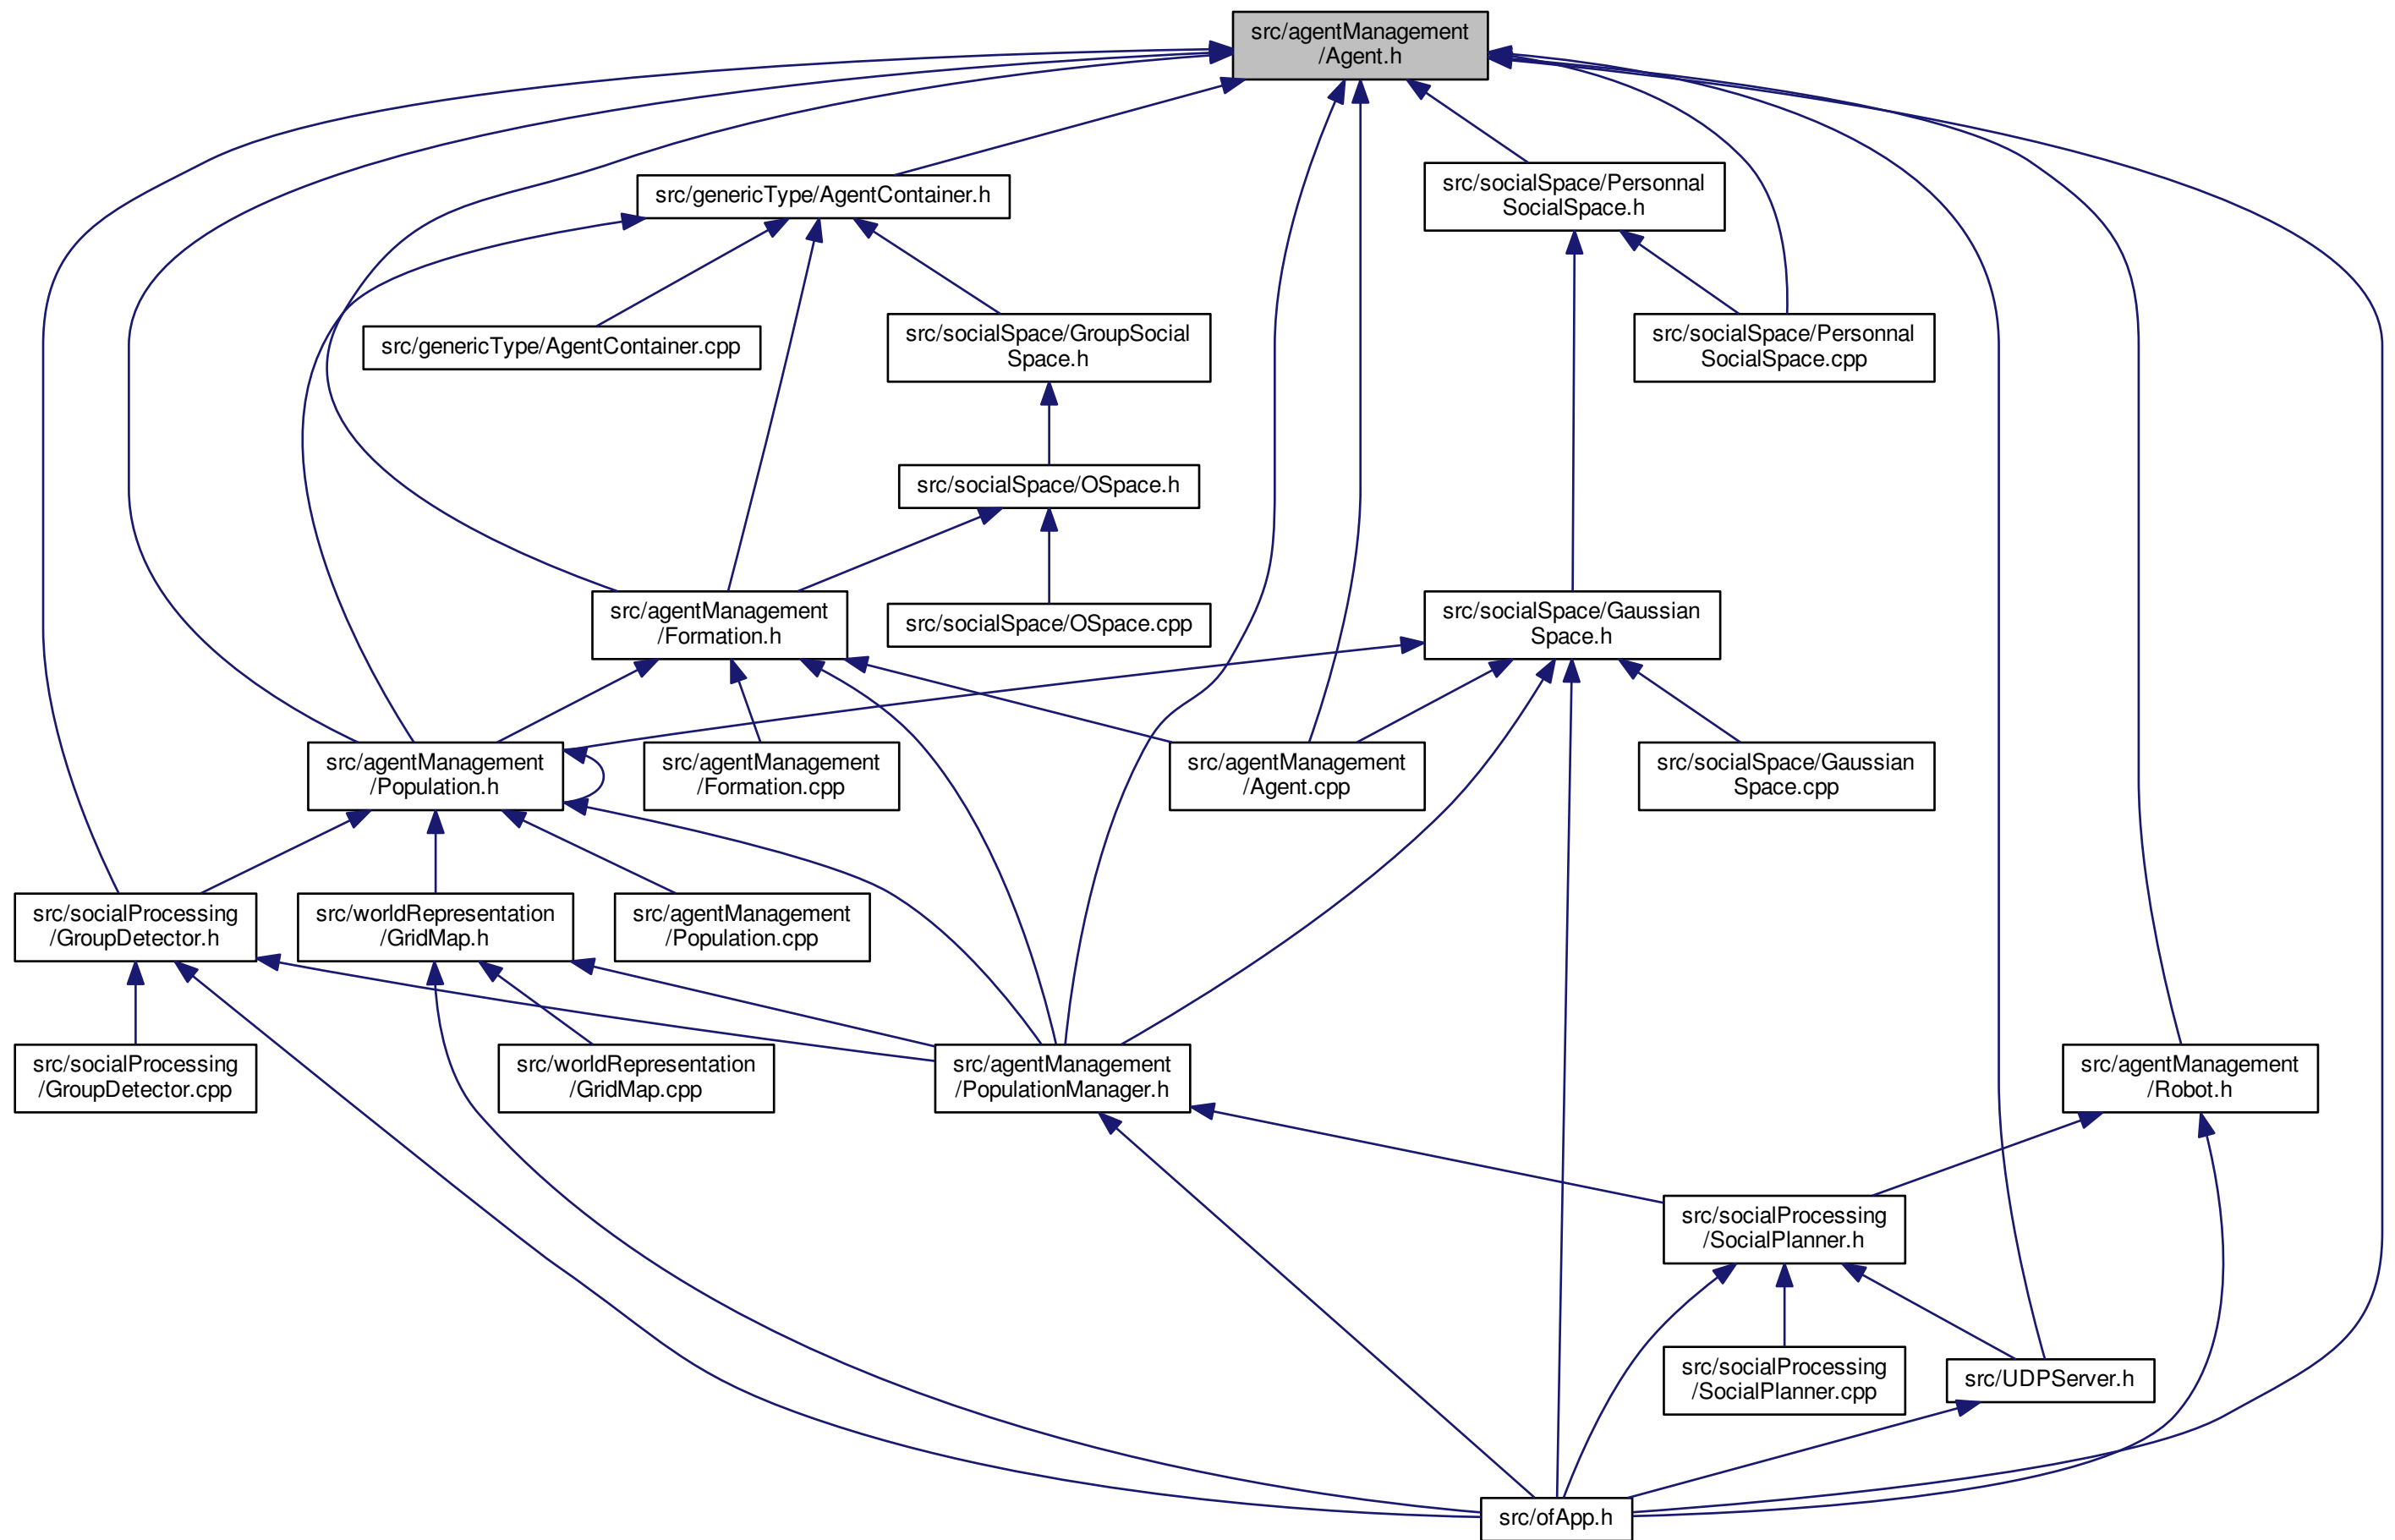 src/agentManagement
/Agent.h
src/genericType/AgentContainer.h
src/socialSpace/Personnal
SocialSpace.h
src/genericType/AgentContainer.cpp
src/socialSpace/GroupSocial
Space.h
src/socialSpace/Personnal
SocialSpace.cpp
src/socialSpace/OSpace.h
src/agentManagement
/Formation.h
src/socialSpace/OSpace.cpp
src/socialSpace/Gaussian
Space.h
src/agentManagement
/Population.h
src/agentManagement
/Formation.cpp
src/agentManagement
/Agent.cpp
src/socialSpace/Gaussian
Space.cpp
src/socialProcessing
/GroupDetector.h
src/worldRepresentation
/GridMap.h
src/agentManagement
/Population.cpp
src/socialProcessing
/GroupDetector.cpp
src/worldRepresentation
/GridMap.cpp
src/agentManagement
/PopulationManager.h
src/agentManagement
/Robot.h
src/socialProcessing
/SocialPlanner.h
src/socialProcessing
/SocialPlanner.cpp
src/UDPServer.h
src/ofApp.h